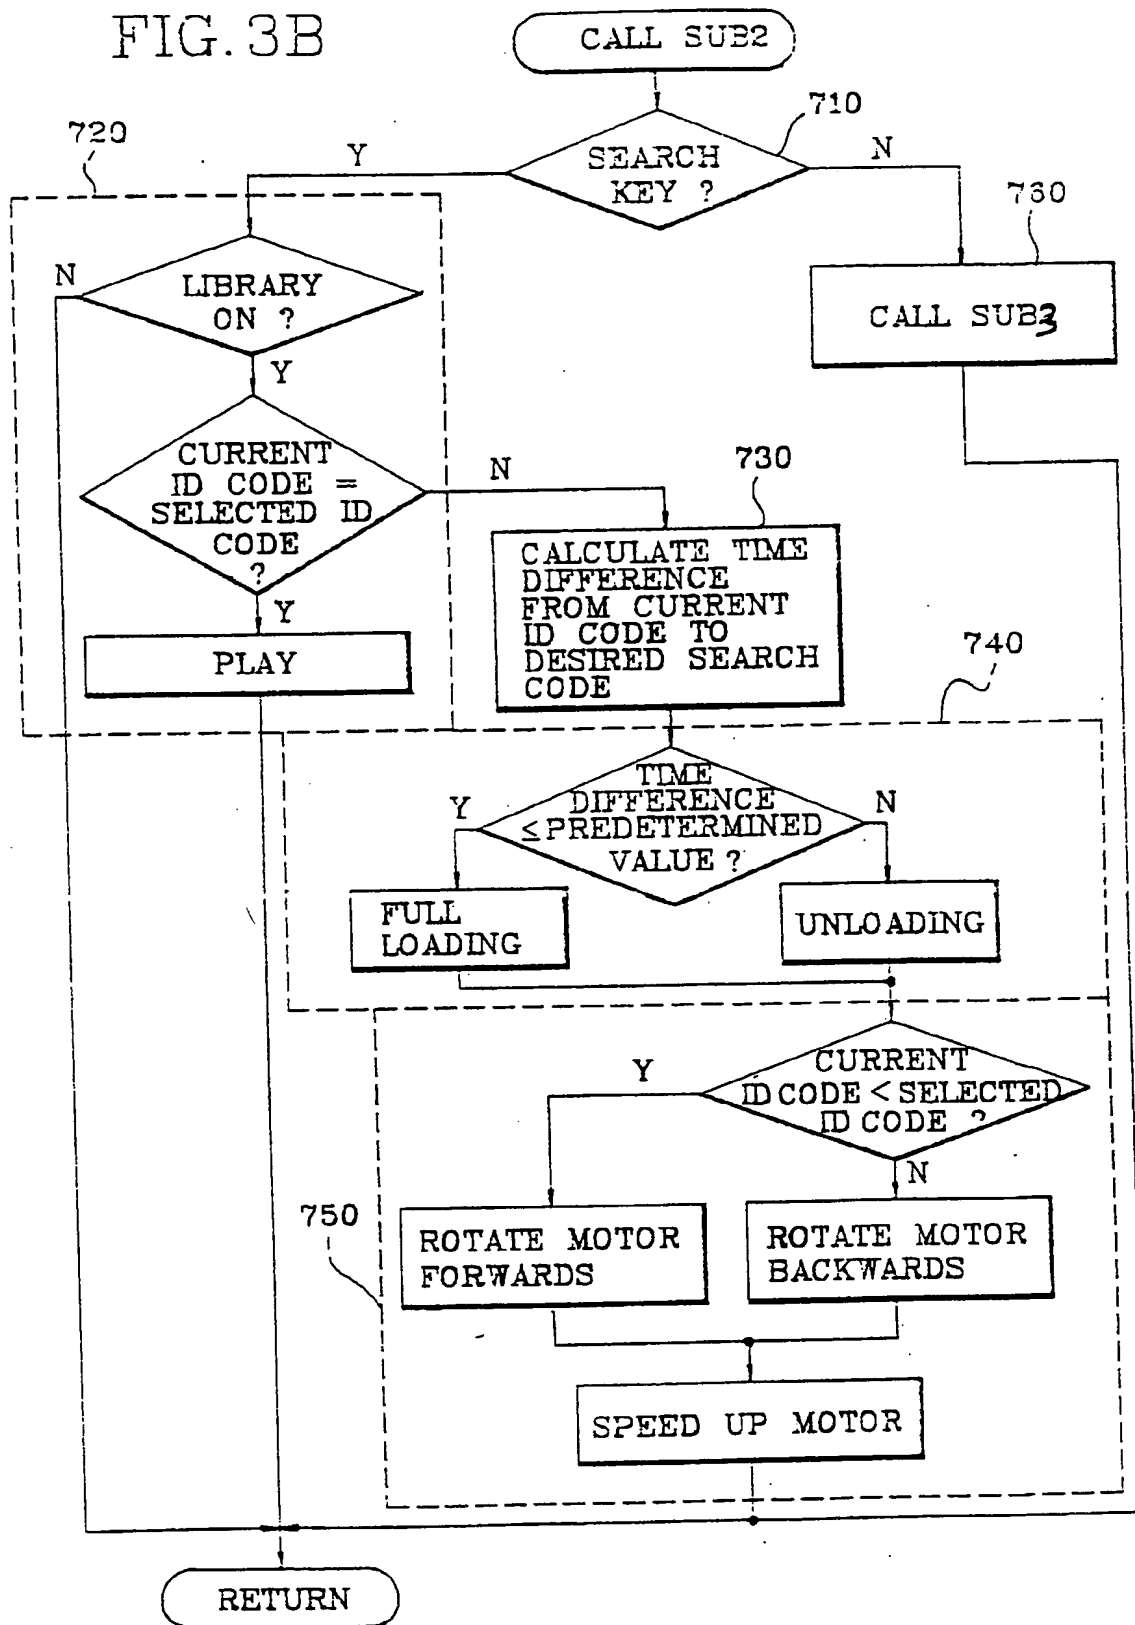 FIG. 3B
CALL SUB2
710
SEARCH
KEY ?
Y
N
720
760
LIBRARY
ON ?
N
Y
CALL SUB3
CURRENT
ID CODE =
SELECTED ID
CODE
?
N
Y
730
CALCULATE TIME
DIFFERENCE
FROM CURRENT
ID CODE TO
DESIRED SEARCH
CODE
PLAY
740
TIME
DIFFERENCE
≤PREDETERMINED
VALUE ?
Y
N
FULL
LOADING
UNLOADING
CURRENT
ID CODE < SELECTED
ID CODE ?
Y
N
750
ROTATE MOTOR
FORWARDS
ROTATE MOTOR
BACKWARDS
SPEED UP MOTOR
RETURN